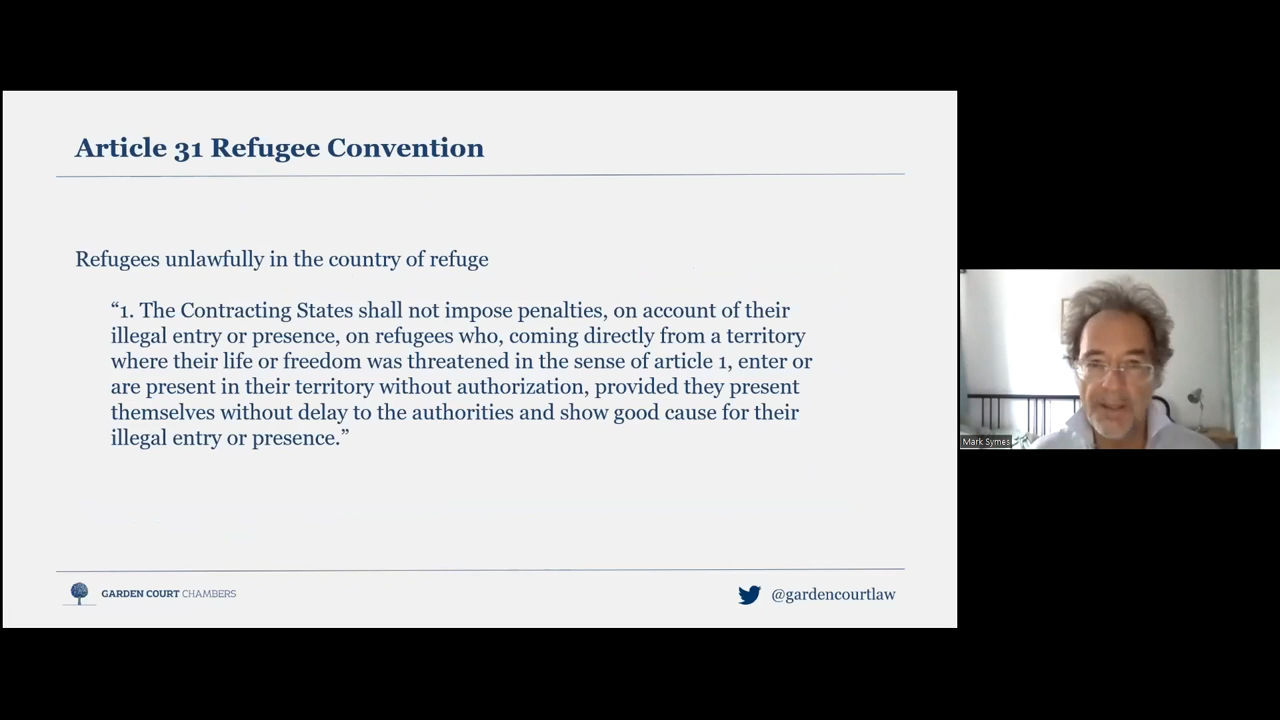 Article 31 Refugee Convention
Refugees unlawfully in the country of refuge
“1. The Contracting States shall not impose penalties, on account of their
illegal entry or presence, on refugees who, coming directly from a territory
where their life or freedom was threatened in the sense of article 1, enter or
are present in their territory without authorization, provided they present
themselves without delay to the authorities and show good cause for their
illegal entry or presence.”
GARDEN COURT CHAMBERS
@gardencourtlaw
Mark Symes